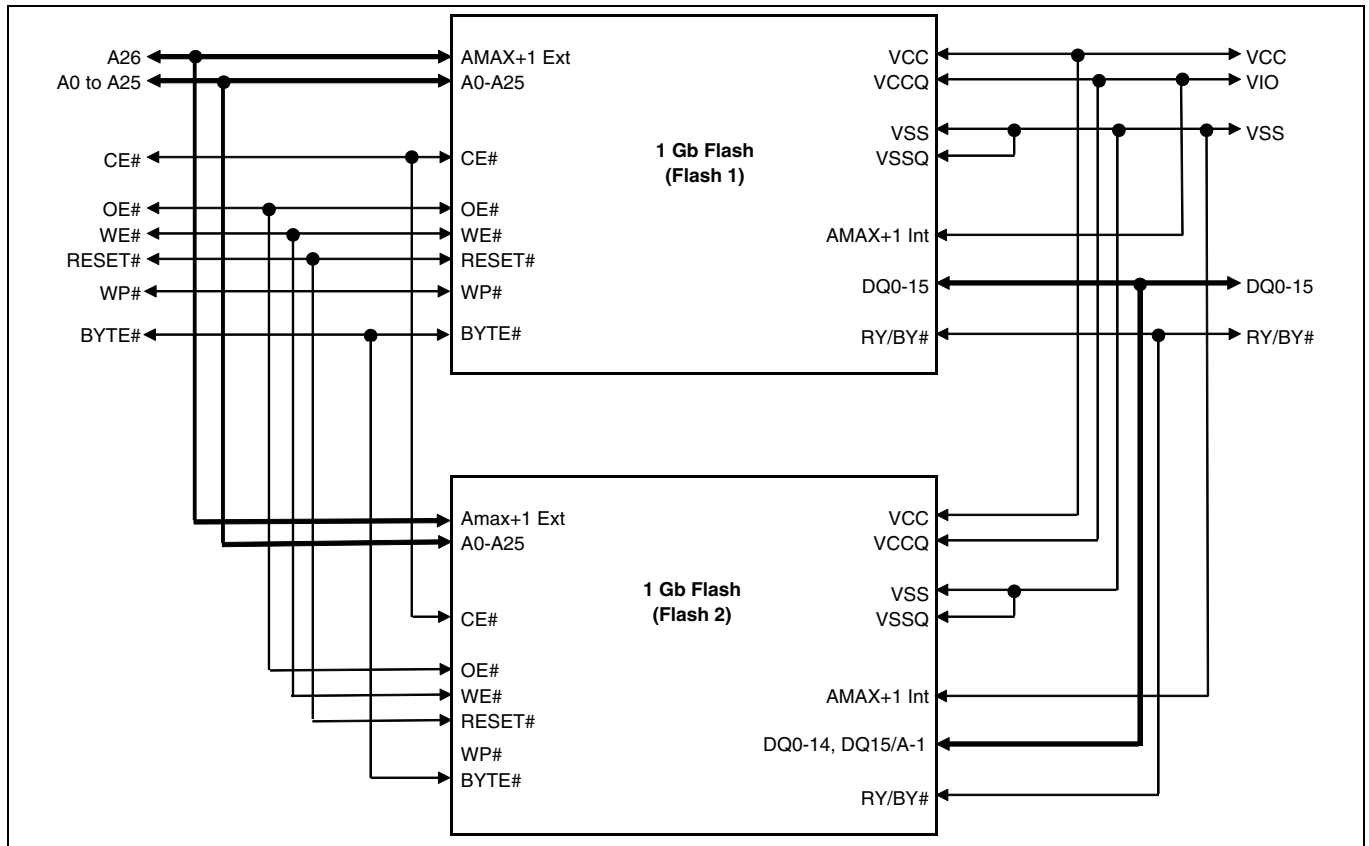 A26
A0 to A25
CE#
OE#
WE#
RESET#
WP#
BYTE#
AMAX+1 Ext
A0-A25
CE#
OE#
WE#
RESET#
WP#
BYTE#
1 Gb Flash
(Flash 1)
VCC
VCCQ
VSS
VSSQ
AMAX+1 Int
DQ0-15
RY/BY#
VCC
VIO
VSS
DQ0-15
RY/BY#
Amax+1 Ext
A0-A25
CE#
OE#
WE#
RESET#
WP#
BYTE#
1 Gb Flash
(Flash 2)
VCC
VCCQ
VSS
VSSQ
AMAX+1 Int
DQ0-14, DQ15/A-1
RY/BY#